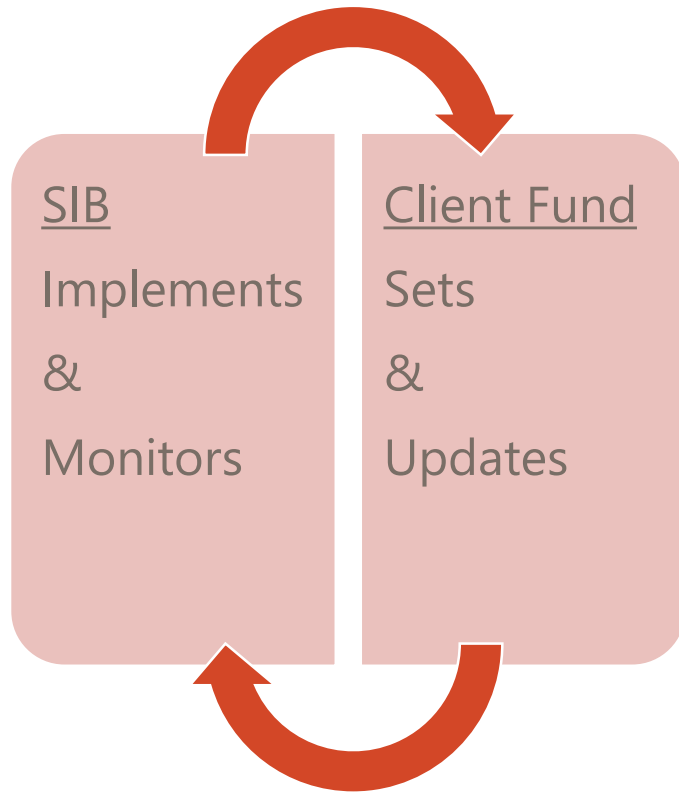 SIB
Implements
&
Monitors
Client Fund
Sets
&
Updates